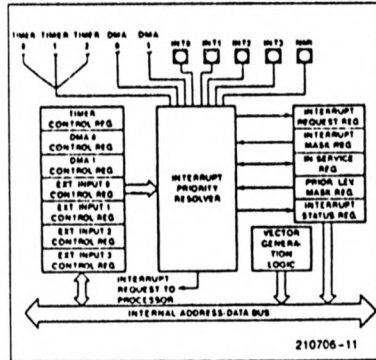 TIMER TIMER TIMER DMA DMA
0 1 2 0 1 INT0 INT1 INT2 INT3 NMI
TIMER
CONTROL REG.
DMA 0
CONTROL REG.
DMA 1
CONTROL REG.
EXT. INPUT 0
CONTROL REG.
EXT. INPUT 1
CONTROL REG.
EXT. INPUT 2
CONTROL REG.
EXT. INPUT 3
CONTROL REG.
INTERRUPT
PRIORITY
RESOLVER
INTERRUPT
REQUEST REG.
INTERRUPT
MASK REG.
IN SERVICE
REG.
PRIOR. LEV.
MASK REG.
INTERRUPT
STATUS REG.
VECTOR
GENERA-
TION
LOGIC
INTERRUPT
REQUEST TO
PROCESSOR
INTERNAL ADDRESS/DATA BUS
210706-11